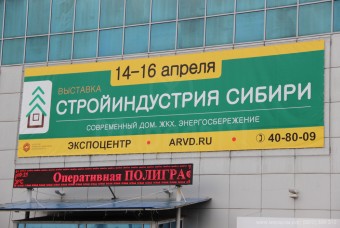 14-16 апреля
ВЫСТАВКА
СТРОЙИНДУСТРИЯ СИБИРИ
СОВРЕМЕННЫЙ ДОМ. ЖКХ. ЭНЕРГОСБЕРЕЖЕНИЕ
ЭКСПОЦЕНТР • ARVD.RU • 40-80-09
Оперативная ПОЛИГРА